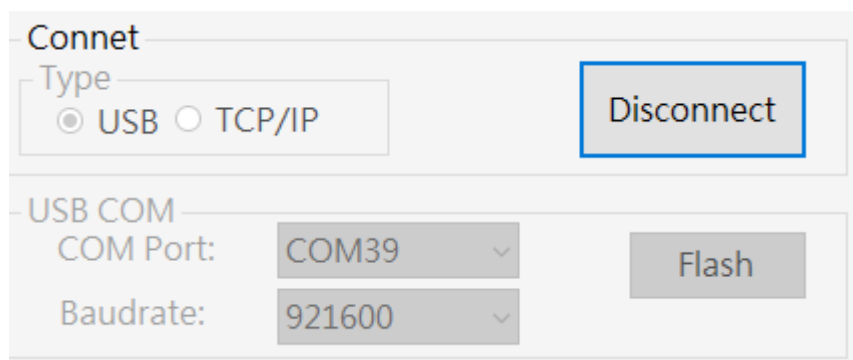 Connet
Type
USB TCP/IP
Disconnect
USB COM
COM Port: COM39
Flash
Baudrate: 921600